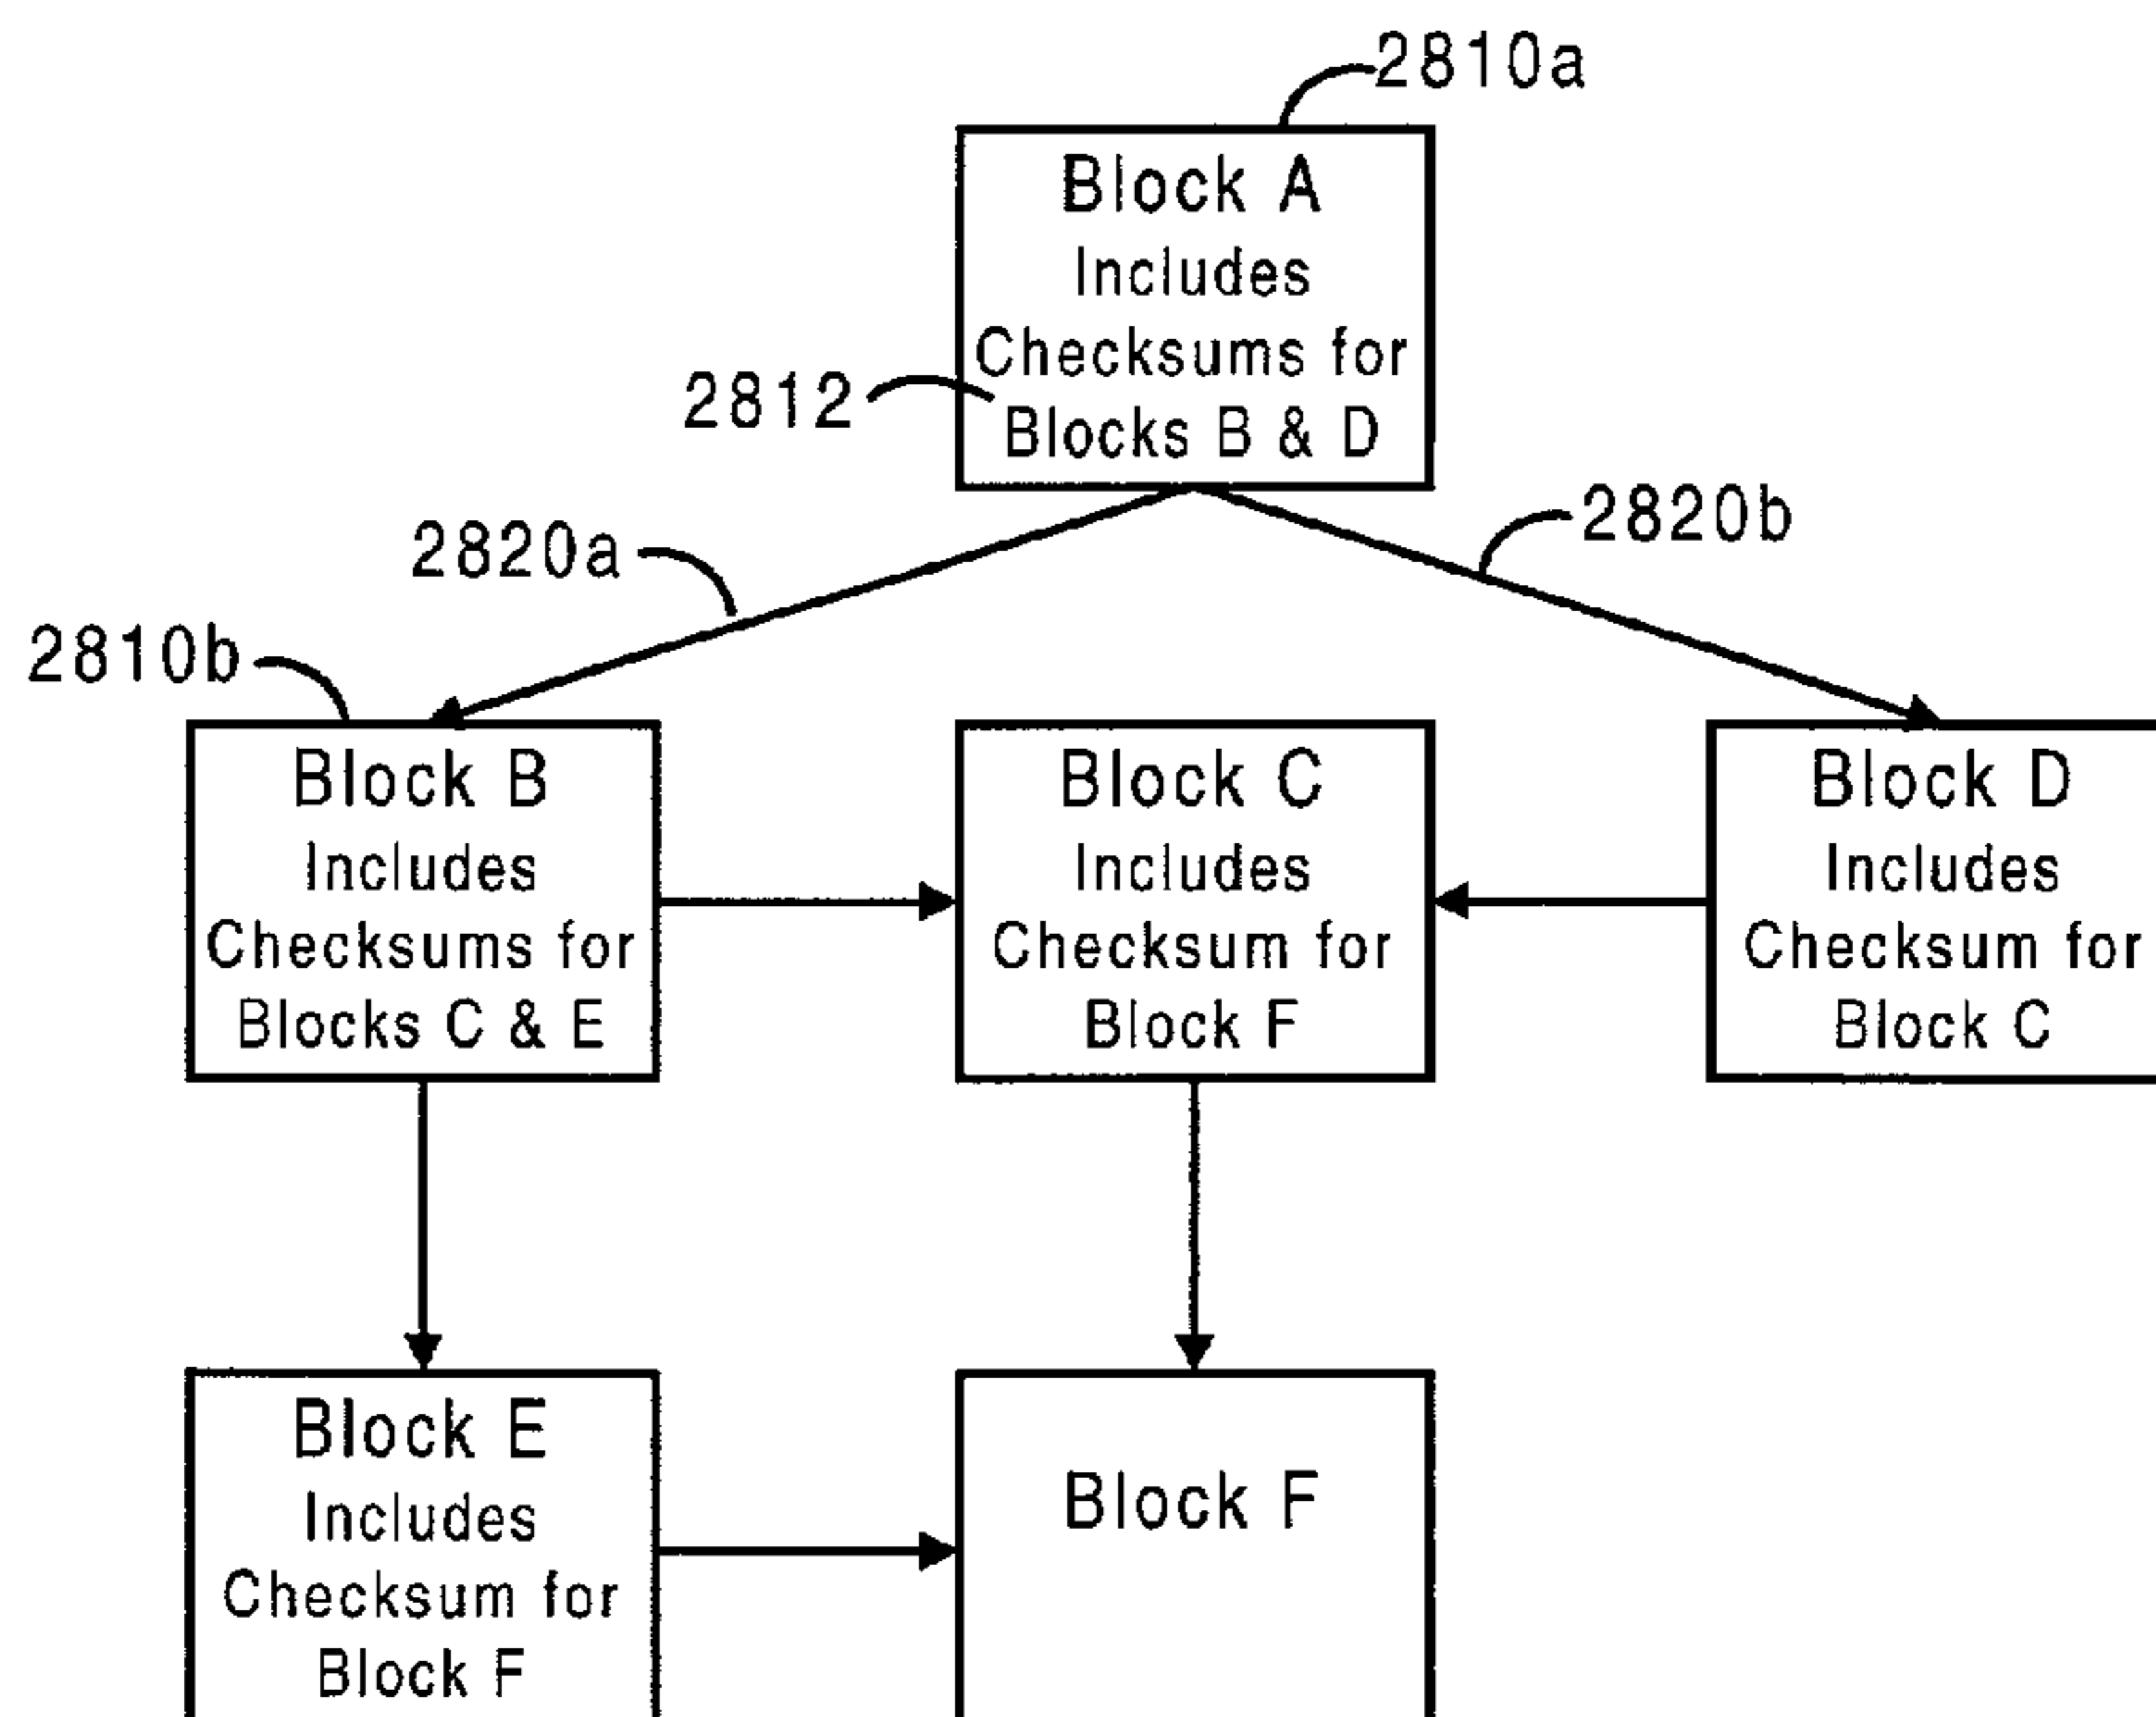 2810a
Block A
Includes
Checksums for
Blocks B & D
2812
2820a
2820b
2810b
Block B
Includes
Checksums for
Blocks C & E
Block C
Includes
Checksum for
Block F
Block D
Includes
Checksum for
Block C
Block E
Includes
Checksum for
Block F
Block F